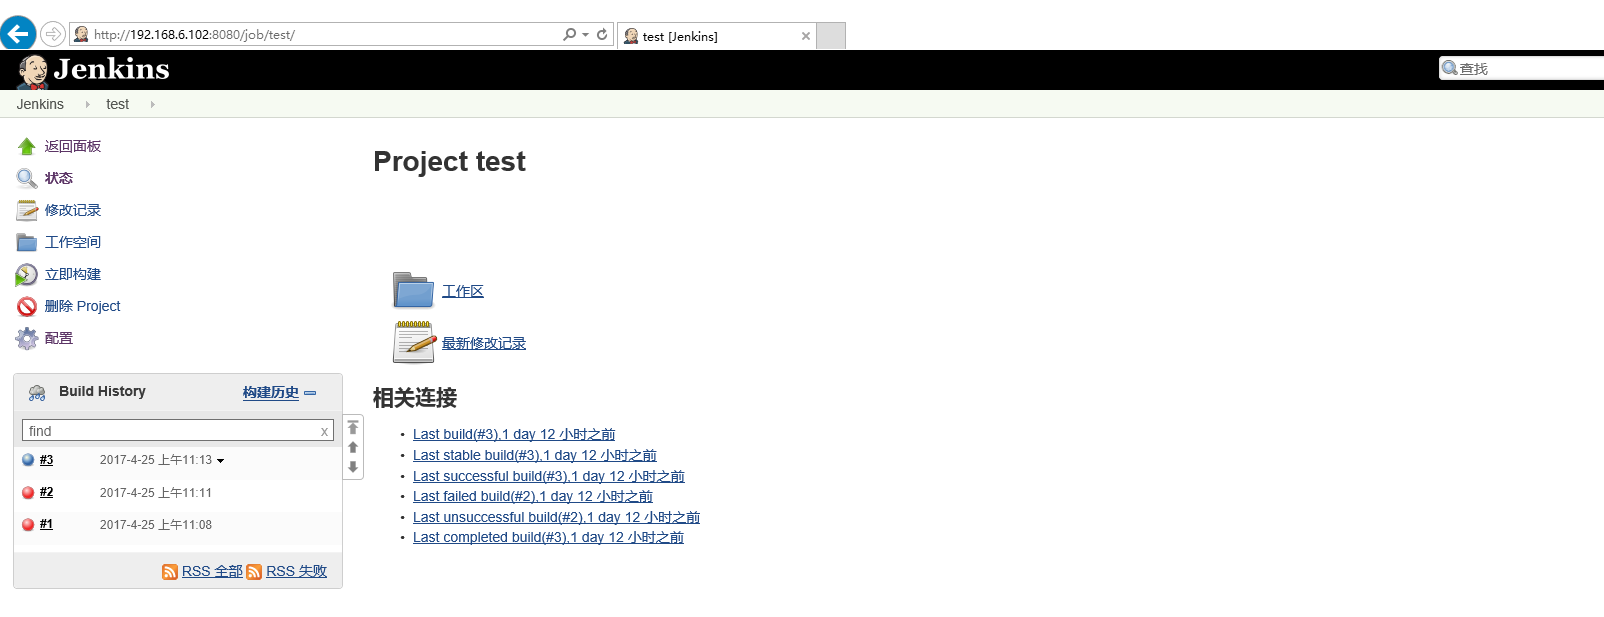 http://192.168.6.102:8080/job/test/
test [Jenkins]
Jenkins
查找
Jenkins test
返回面板
状态
修改记录
工作空间
立即构建
删除 Project
配置
Project test
工作区
最新修改记录
相关连接
Last build(#3),1 day 12 小时之前
Last stable build(#3),1 day 12 小时之前
Last successful build(#3),1 day 12 小时之前
Last failed build(#2),1 day 12 小时之前
Last unsuccessful build(#2),1 day 12 小时之前
Last completed build(#3),1 day 12 小时之前
Build History 构建历史
find x
#3 2017-4-25 上午11:13
#2 2017-4-25 上午11:11
#1 2017-4-25 上午11:08
RSS 全部 RSS 失败